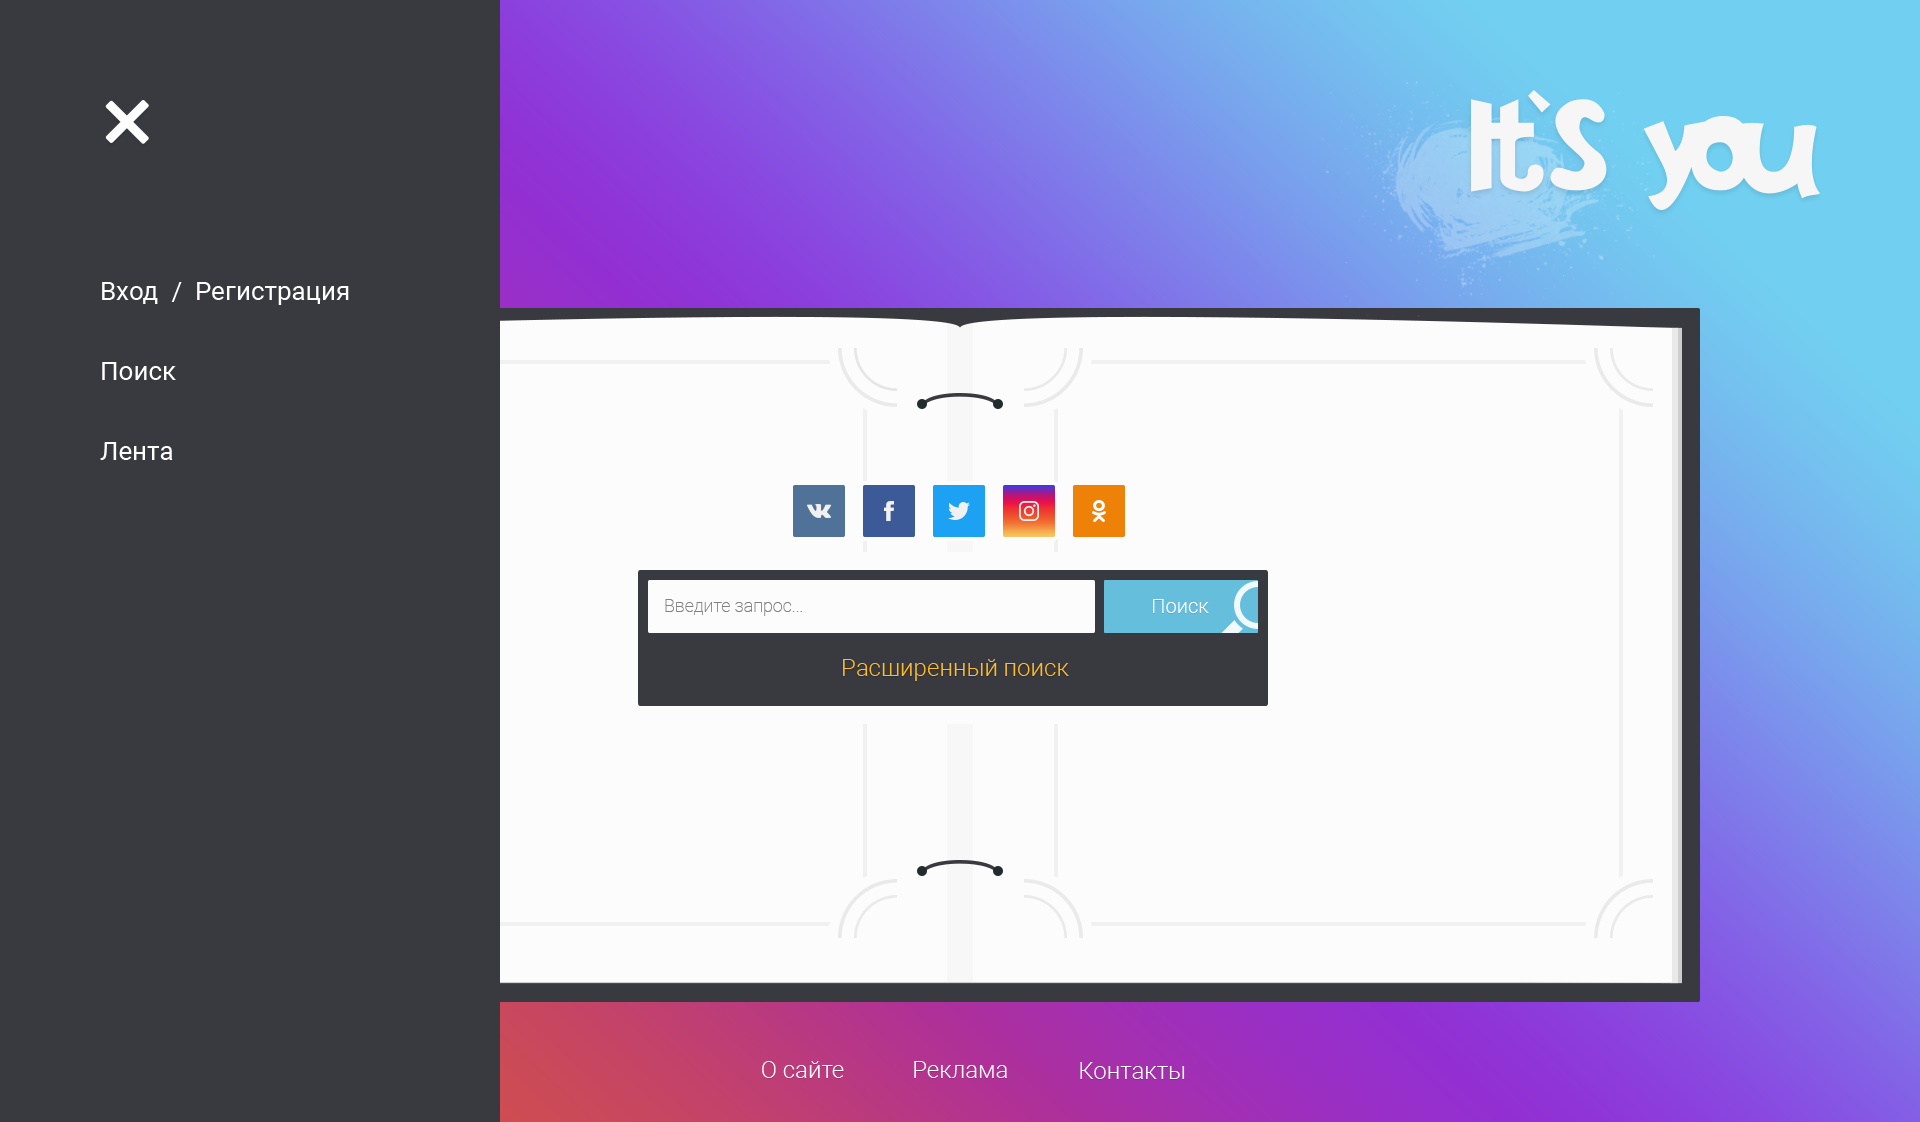 It`s you
Вход / Регистрация
Поиск
Лента
Введите запрос...
Поиск
Расширенный поиск
О сайте
Реклама
Контакты